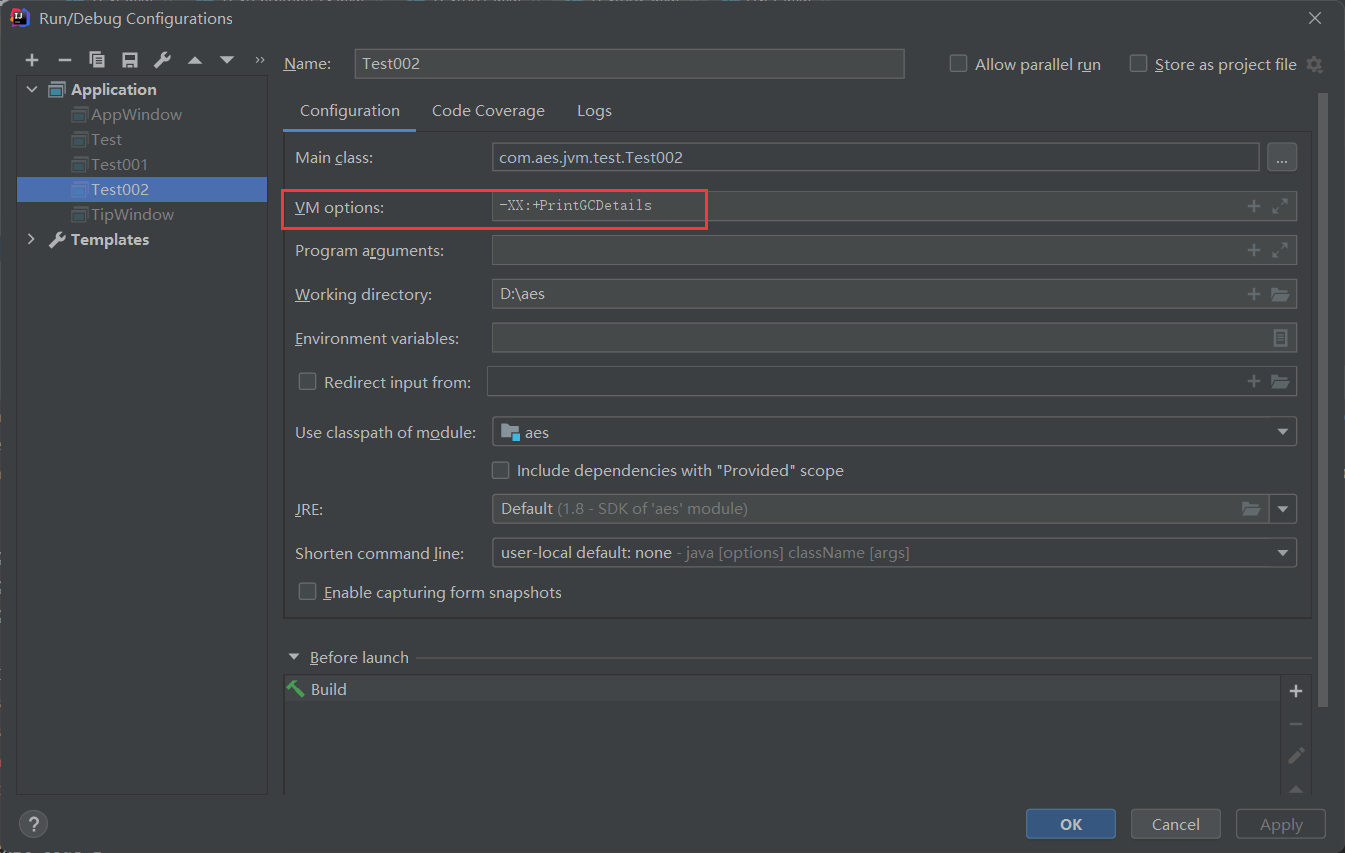 Run/Debug Configurations
Name: Test002 Allow parallel run Store as project file
Application
AppWindow
Test
Test001
Test002
TipWindow
Templates
Configuration Code Coverage Logs
Main class: com.aes.jvm.test.Test002 ...
VM options: -XX:+PrintGCDetails
Program arguments:
Working directory: D:\aes
Environment variables:
Redirect input from:
Use classpath of module: aes
Include dependencies with "Provided" scope
JRE: Default (1.8 - SDK of 'aes' module)
Shorten command line: user-local default: none - java [options] className [args]
Enable capturing form snapshots
Before launch
Build
? OK Cancel Apply